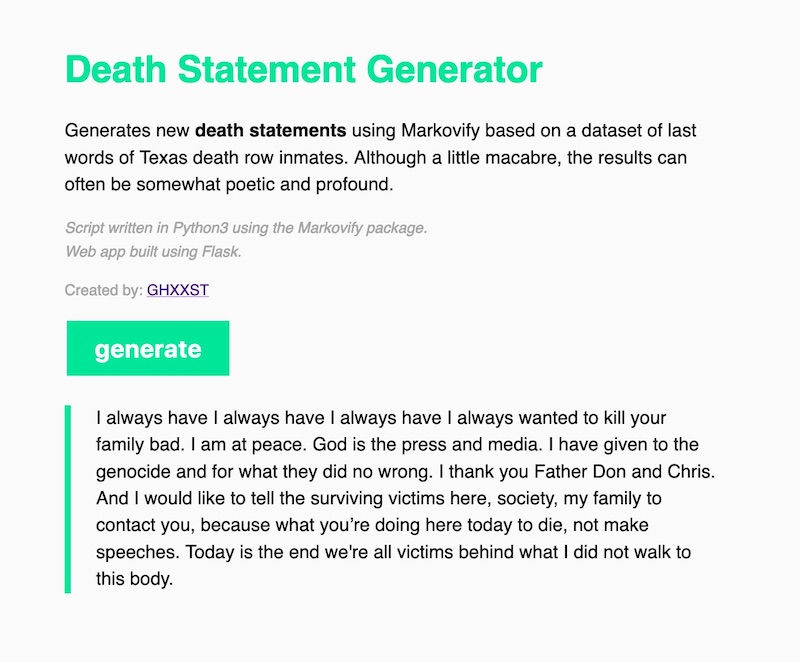 Death Statement Generator
Generates new death statements using Markovify based on a dataset of last
words of Texas death row inmates. Although a little macabre, the results can
often be somewhat poetic and profound.
Script written in Python3 using the Markovify package.
Web app built using Flask.
Created by: GHXXST
generate
I always have I always have I always have I always wanted to kill your
family bad. I am at peace. God is the press and media. I have given to the
genocide and for what they did no wrong. I thank you Father Don and Chris.
And I would like to tell the surviving victims here, society, my family to
contact you, because what you’re doing here today to die, not make
speeches. Today is the end we're all victims behind what I did not walk to
this body.